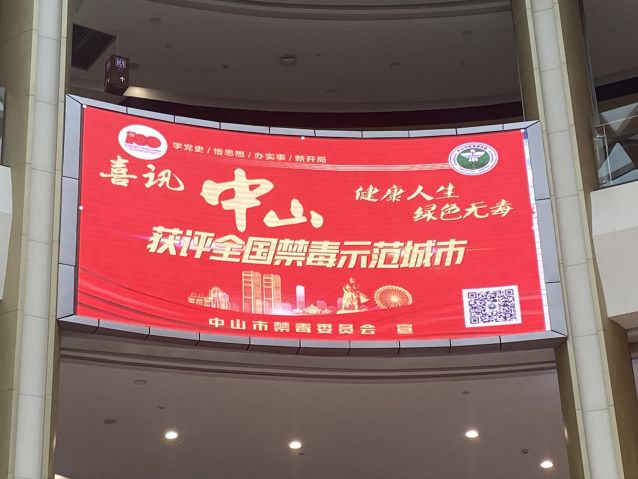 100
学党史/悟思想/办实事/新开局
喜讯 中山
健康人生
绿色无毒
获评全国禁毒示范城市
中山市禁毒委员会 宣